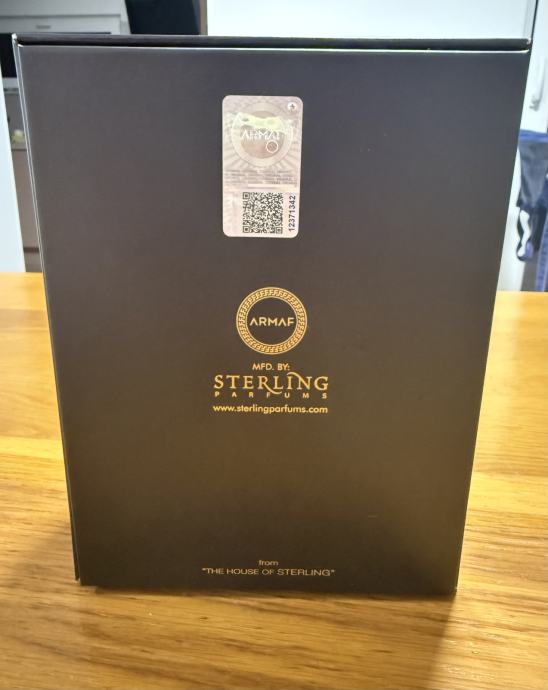 ARMAF
12371342
ARMAF
MFD. BY:
STERLING
PARFUMS
www.sterlingparfums.com
from
"THE HOUSE OF STERLING"